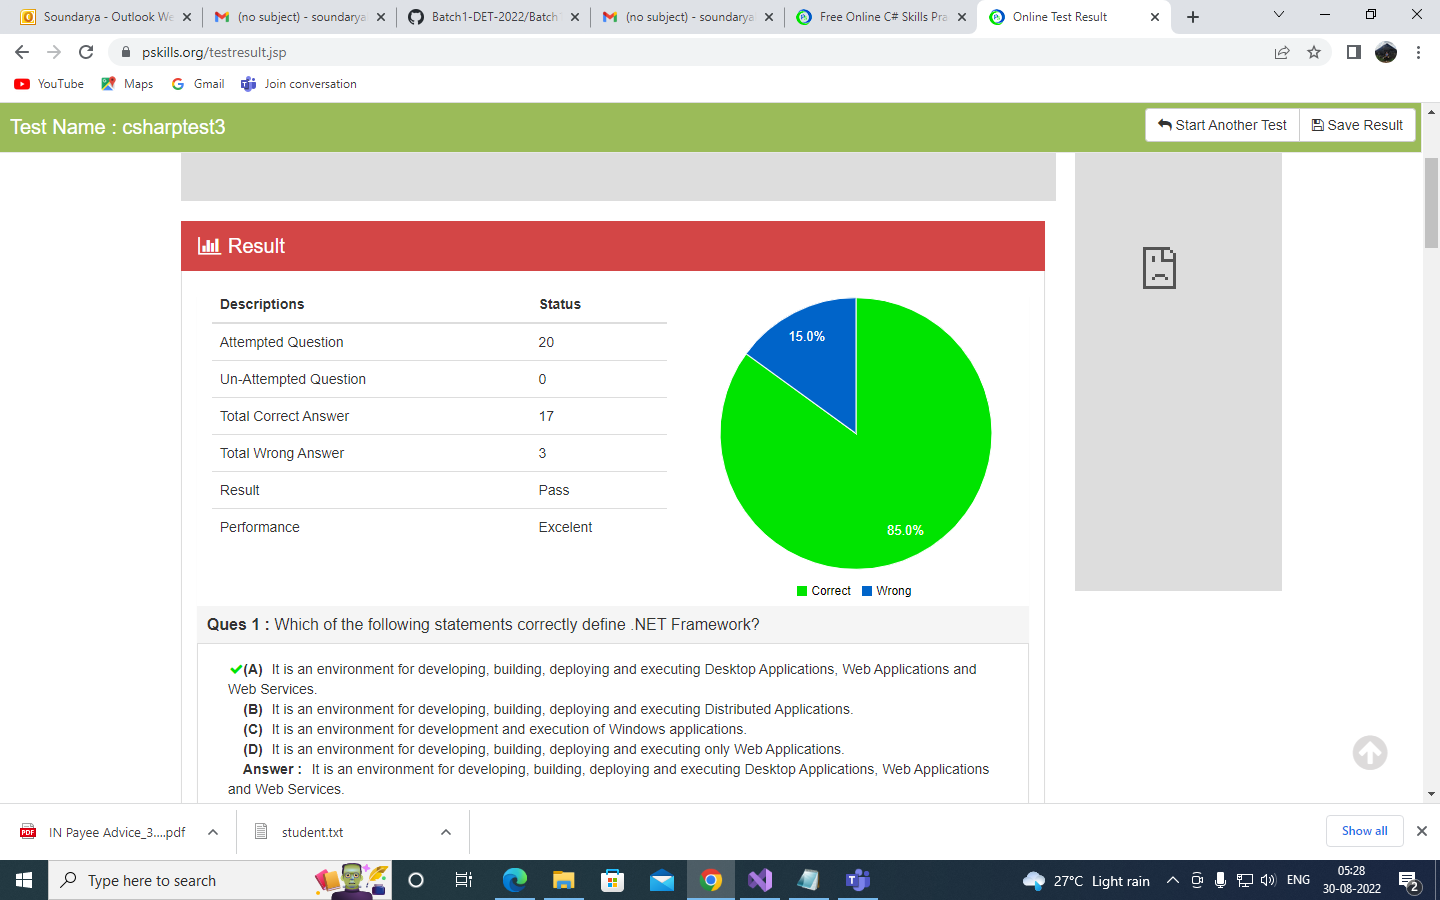 Soundarya - Outlook We
(no subject) - soundarya
Batch1-DET-2022/Batch1
(no subject) - soundarya
Free Online C# Skills Pra
Online Test Result
pskills.org/testresult.jsp
YouTube
Maps
Gmail
Join conversation
Test Name : csharptest3
Start Another Test
Save Result
Result
Descriptions Status
Attempted Question 20
Un-Attempted Question 0
Total Correct Answer 17
Total Wrong Answer 3
Result Pass
Performance Excelent
15.0%
85.0%
Correct Wrong
Ques 1 : Which of the following statements correctly define .NET Framework?
(A) It is an environment for developing, building, deploying and executing Desktop Applications, Web Applications and
Web Services.
(B) It is an environment for developing, building, deploying and executing Distributed Applications.
(C) It is an environment for development and execution of Windows applications.
(D) It is an environment for developing, building, deploying and executing only Web Applications.
Answer : It is an environment for developing, building, deploying and executing Desktop Applications, Web Applications
and Web Services.
PDF
IN Payee Advice_3....pdf
student.txt
Show all
Type here to search
27°C Light rain
ENG
05:28
30-08-2022
2